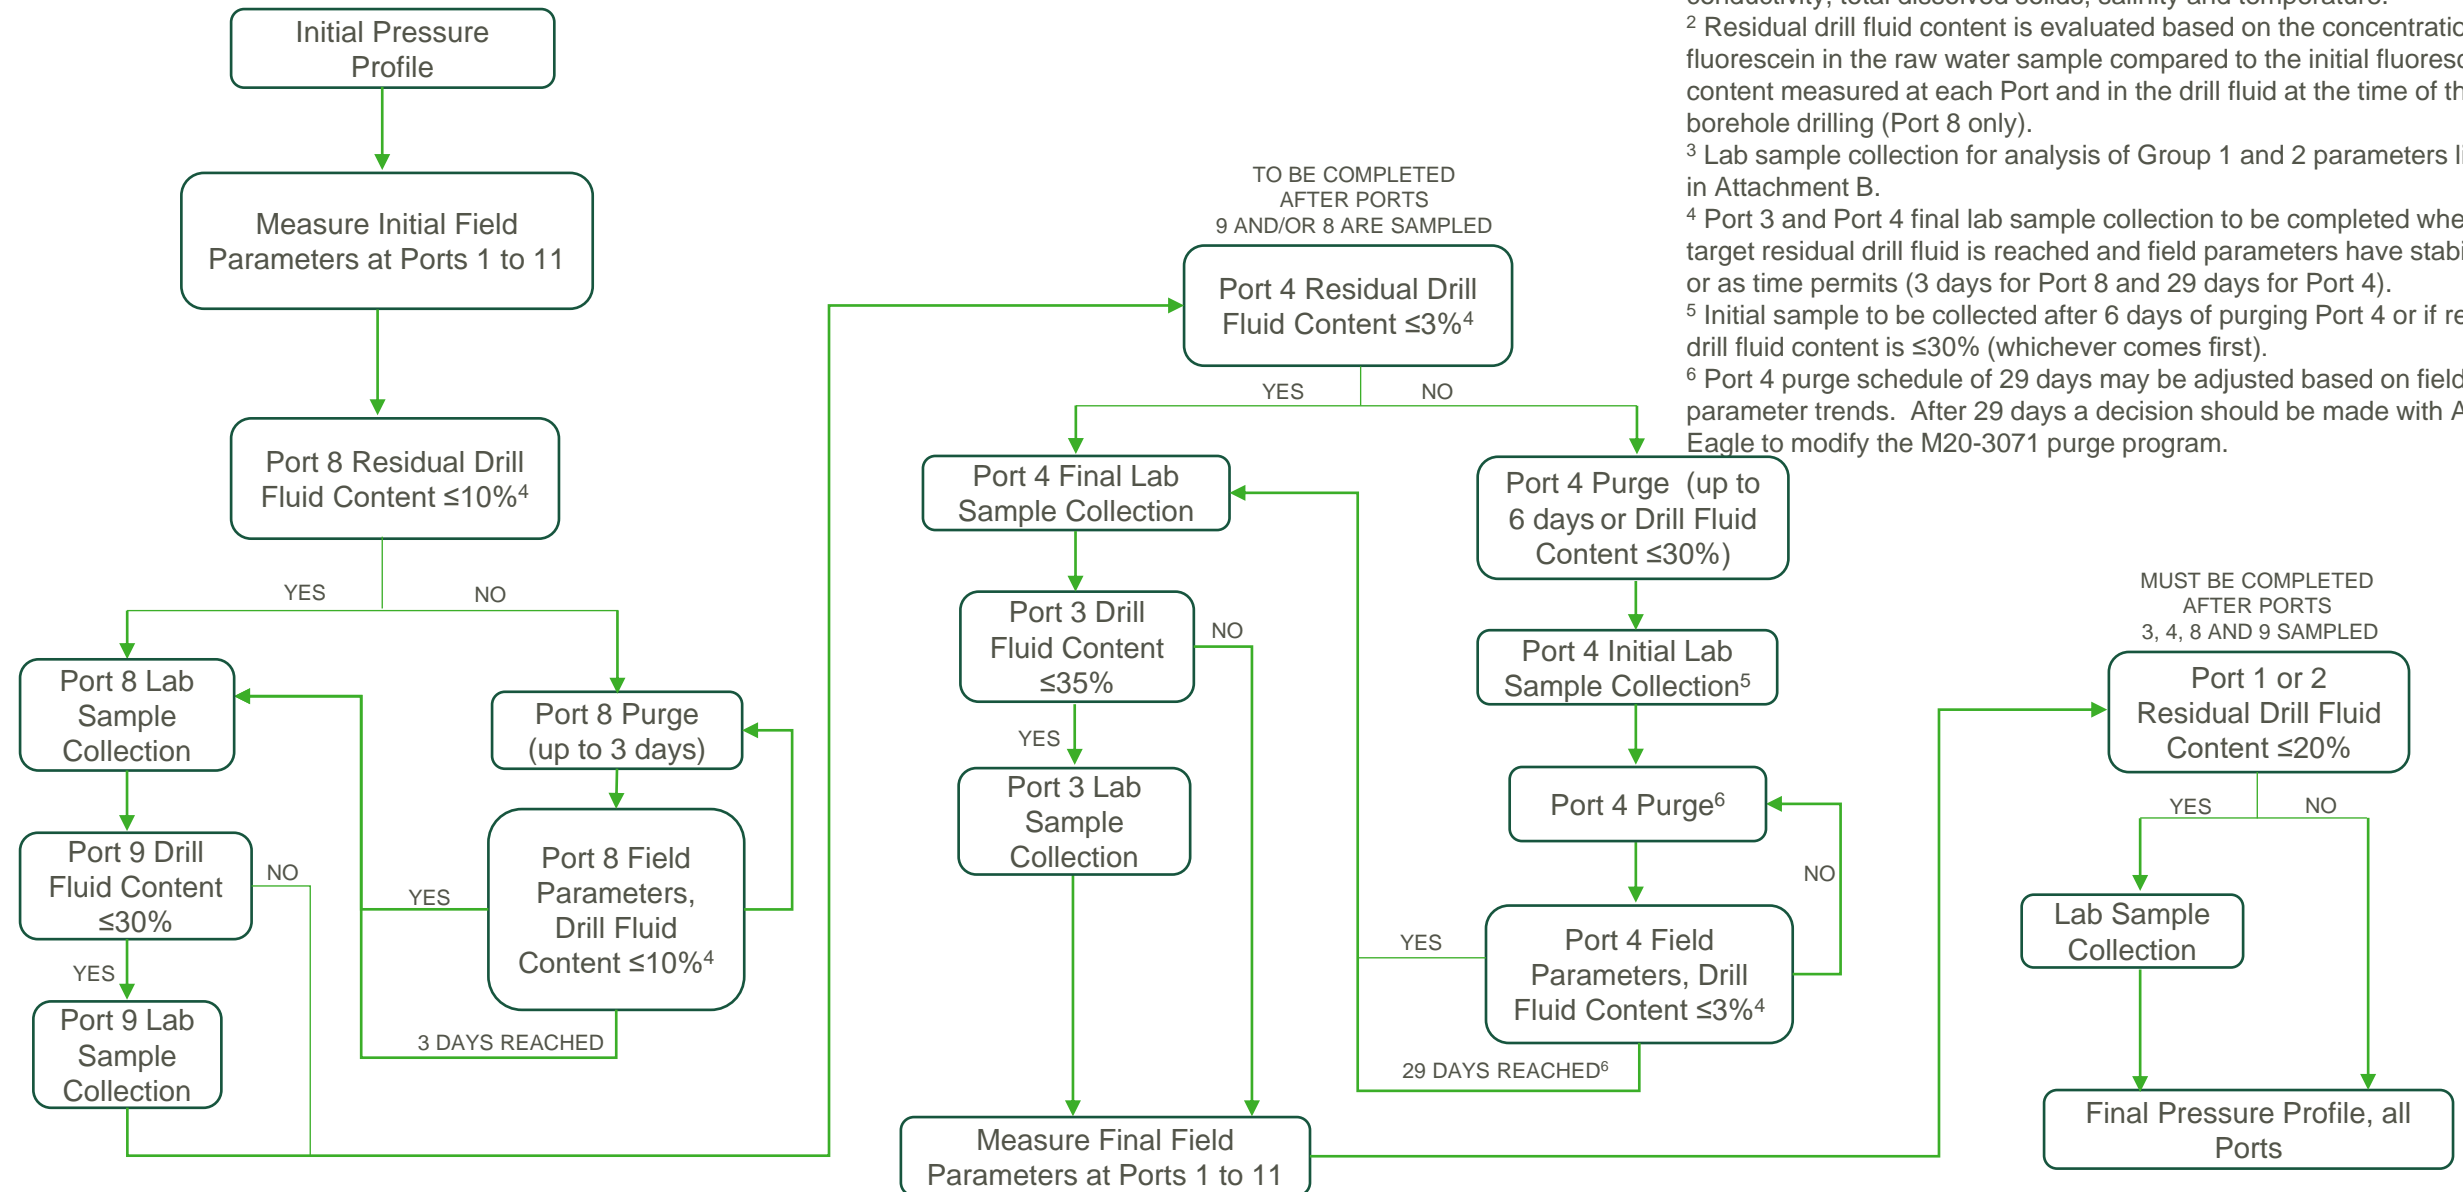 Initial Pressure
Profile
Measure Initial Field
Parameters at Ports 1 to 11
Port 8 Residual Drill
Fluid Content ≤10%⁴
YES
NO
Port 8 Lab
Sample
Collection
Port 8 Purge
(up to 3 days)
Port 9 Drill
Fluid Content
≤30%
NO
YES
Port 8 Field
Parameters,
Drill Fluid
Content ≤10%⁴
YES
Port 9 Lab
Sample
Collection
3 DAYS REACHED
TO BE COMPLETED
AFTER PORTS
9 AND/OR 8 ARE SAMPLED
Port 4 Residual Drill
Fluid Content ≤3%⁴
YES
NO
Port 4 Final Lab
Sample Collection
Port 3 Drill
Fluid Content
≤35%
NO
YES
Port 3 Lab
Sample
Collection
Port 4 Purge (up to
6 days or Drill Fluid
Content ≤30%)
Port 4 Initial Lab
Sample Collection⁵
Port 4 Purge⁶
NO
YES
Port 4 Field
Parameters, Drill
Fluid Content ≤3%⁴
29 DAYS REACHED⁶
Measure Final Field
Parameters at Ports 1 to 11
conductivity, total dissolved solids, salinity and temperature.
² Residual drill fluid content is evaluated based on the
fluorescein in the raw water sample compared to the initial
content measured at each Port and in the drill fluid at the time of
borehole drilling (Port 8 only).
³ Lab sample collection for analysis of Group 1 and 2 parameters
in Attachment B.
⁴ Port 3 and Port 4 final lab sample collection to be completed
target residual drill fluid is reached and field parameters have
or as time permits (3 days for Port 8 and 29 days for Port 4).
⁵ Initial sample to be collected after 6 days of purging Port 4 or if
drill fluid content is ≤30% (whichever comes first).
⁶ Port 4 purge schedule of 29 days may be adjusted based on field
parameter trends. After 29 days a decision should be made with
Eagle to modify the M20-3071 purge program.
MUST BE COMPLETED
AFTER PORTS
3, 4, 8 AND 9 SAMPLED
Port 1 or 2
Residual Drill Fluid
Content ≤20%
YES
NO
Lab Sample
Collection
Final Pressure Profile, all
Ports